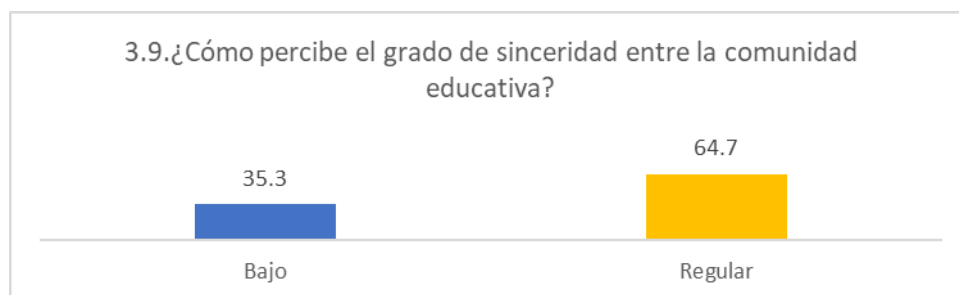 3.9.¿Cómo percibe el grado de sinceridad entre la comunidad
educativa?
64.7
35.3
Bajo
Regular